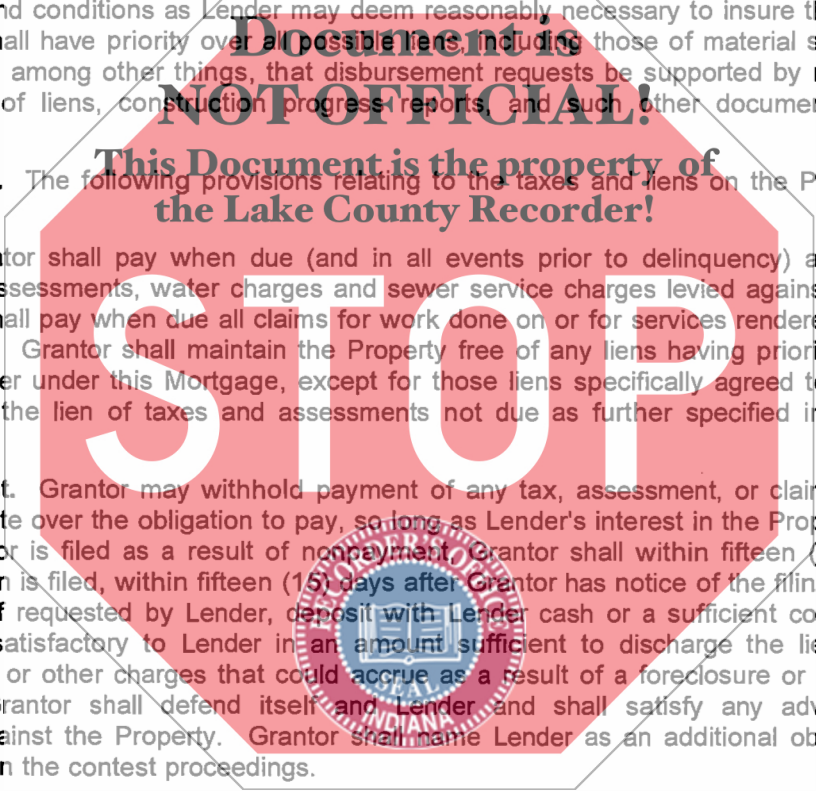 nd conditions as Lender may deem reasonably necessary to insure t
all have priority over all possible liens, including those of material s
Document is
among other things, that disbursement requests be supported by
of liens, construction progress reports, and such other documen
NOT OFFICIAL!
This Document is the property of
. The following provisions relating to the taxes and liens on the P
the Lake County Recorder!
tor shall pay when due (and in all events prior to delinquency) a
ssessments, water charges and sewer service charges levied agains
all pay when due all claims for work done on or for services rendere
Grantor shall maintain the Property free of any liens having priori
er under this Mortgage, except for those liens specifically agreed t
the lien of taxes and assessments not due as further specified in
STOP
t. Grantor may withhold payment of any tax, assessment, or clai
te over the obligation to pay, so long as Lender's interest in the Prop
or is filed as a result of nonpayment, Grantor shall within fifteen (
n is filed, within fifteen (15) days after Grantor has notice of the filin
f requested by Lender, deposit with Lender cash or a sufficient co
satisfactory to Lender in an amount sufficient to discharge the lie
or other charges that could accrue as a result of a foreclosure or
rantor shall defend itself and Lender and shall satisfy any adv
ainst the Property. Grantor shall name Lender as an additional ob
n the contest proceedings.
RECORDER'S OFFICE
SEAL
INDIANA